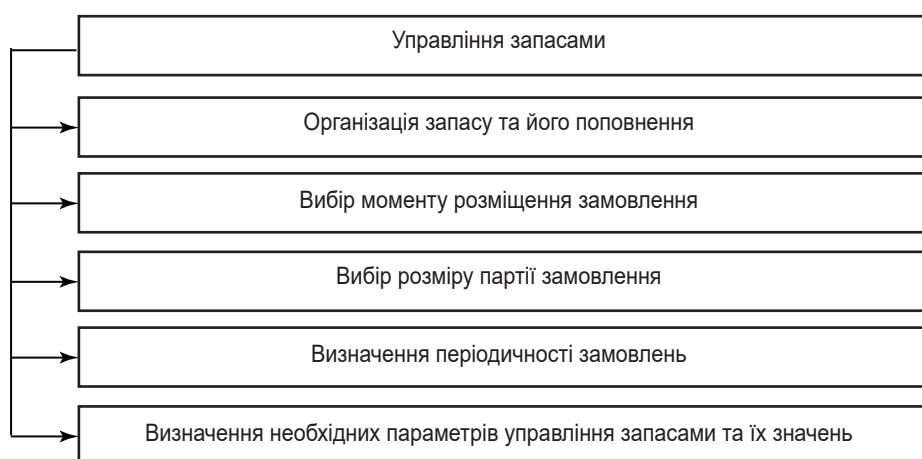 Управління запасами
Організація запасу та його поповнення
Вибір моменту розміщення замовлення
Вибір розміру партії замовлення
Визначення періодичності замовлень
Визначення необхідних параметрів управління запасами та їх значень